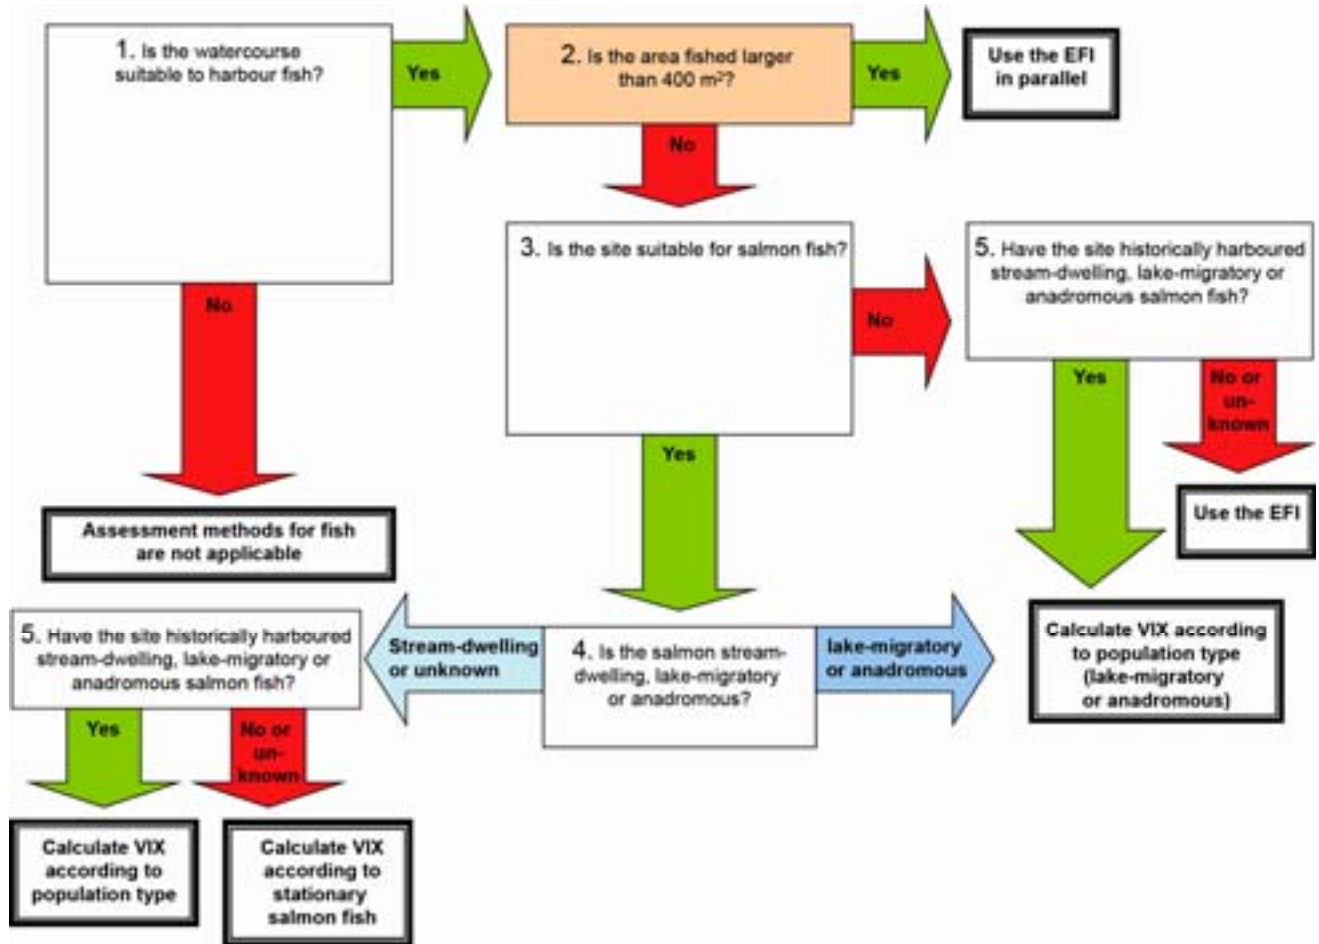 1. Is the watercourse
suitable to harbour fish?
Yes
2. Is the area fished larger
than 400 m²?
Yes
Use the EFI
in parallel
No
No
3. Is the site suitable for salmon fish?
No
5. Have the site historically harboured
stream-dwelling, lake-migratory or
anadromous salmon fish?
Yes
No or
un-
known
Use the EFI
Yes
Assessment methods for fish
are not applicable
5. Have the site historically harboured
stream-dwelling, lake-migratory or
anadromous salmon fish?
Stream-dwelling
or unknown
4. Is the salmon stream-
dwelling, lake-migratory
or anadromous?
lake-migratory
or anadromous
Calculate VIX according
to population type
(lake-migratory
or anadromous)
Yes
No or
un-
known
Calculate VIX
according to
population type
Calculate VIX
according to
stationary
salmon fish